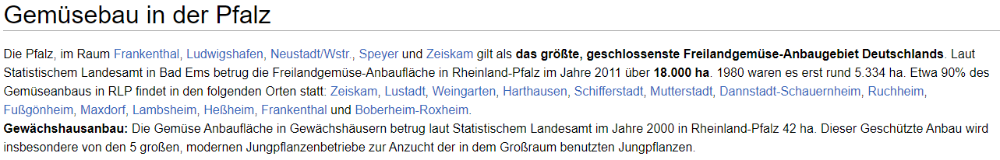 Gemüsebau in der Pfalz
Die Pfalz, im Raum Frankenthal, Ludwigshafen, Neustadt/Wstr., Speyer und Zeiskam gilt als das größte, geschlossenste Freilandgemüse-Anbaugebiet Deutschlands. Laut
Statistischem Landesamt in Bad Ems betrug die Freilandgemüse-Anbaufläche in Rheinland-Pfalz im Jahre 2011 über 18.000 ha. 1980 waren es erst rund 5.334 ha. Etwa 90% des
Gemüseanbaus in RLP findet in den folgenden Orten statt: Zeiskam, Lustadt, Weingarten, Harthausen, Schifferstadt, Mutterstadt, Dannstadt-Schauernheim, Ruchheim,
Fußgönheim, Maxdorf, Lambsheim, Heßheim, Frankenthal und Boberheim-Roxheim.
Gewächshausanbau: Die Gemüse Anbaufläche in Gewächshäusern betrug laut Statistischem Landesamt im Jahre 2000 in Rheinland-Pfalz 42 ha. Dieser Geschützte Anbau wird
insbesondere von den 5 großen, modernen Jungpflanzenbetriebe zur Anzucht der in dem Großraum benutzten Jungpflanzen.